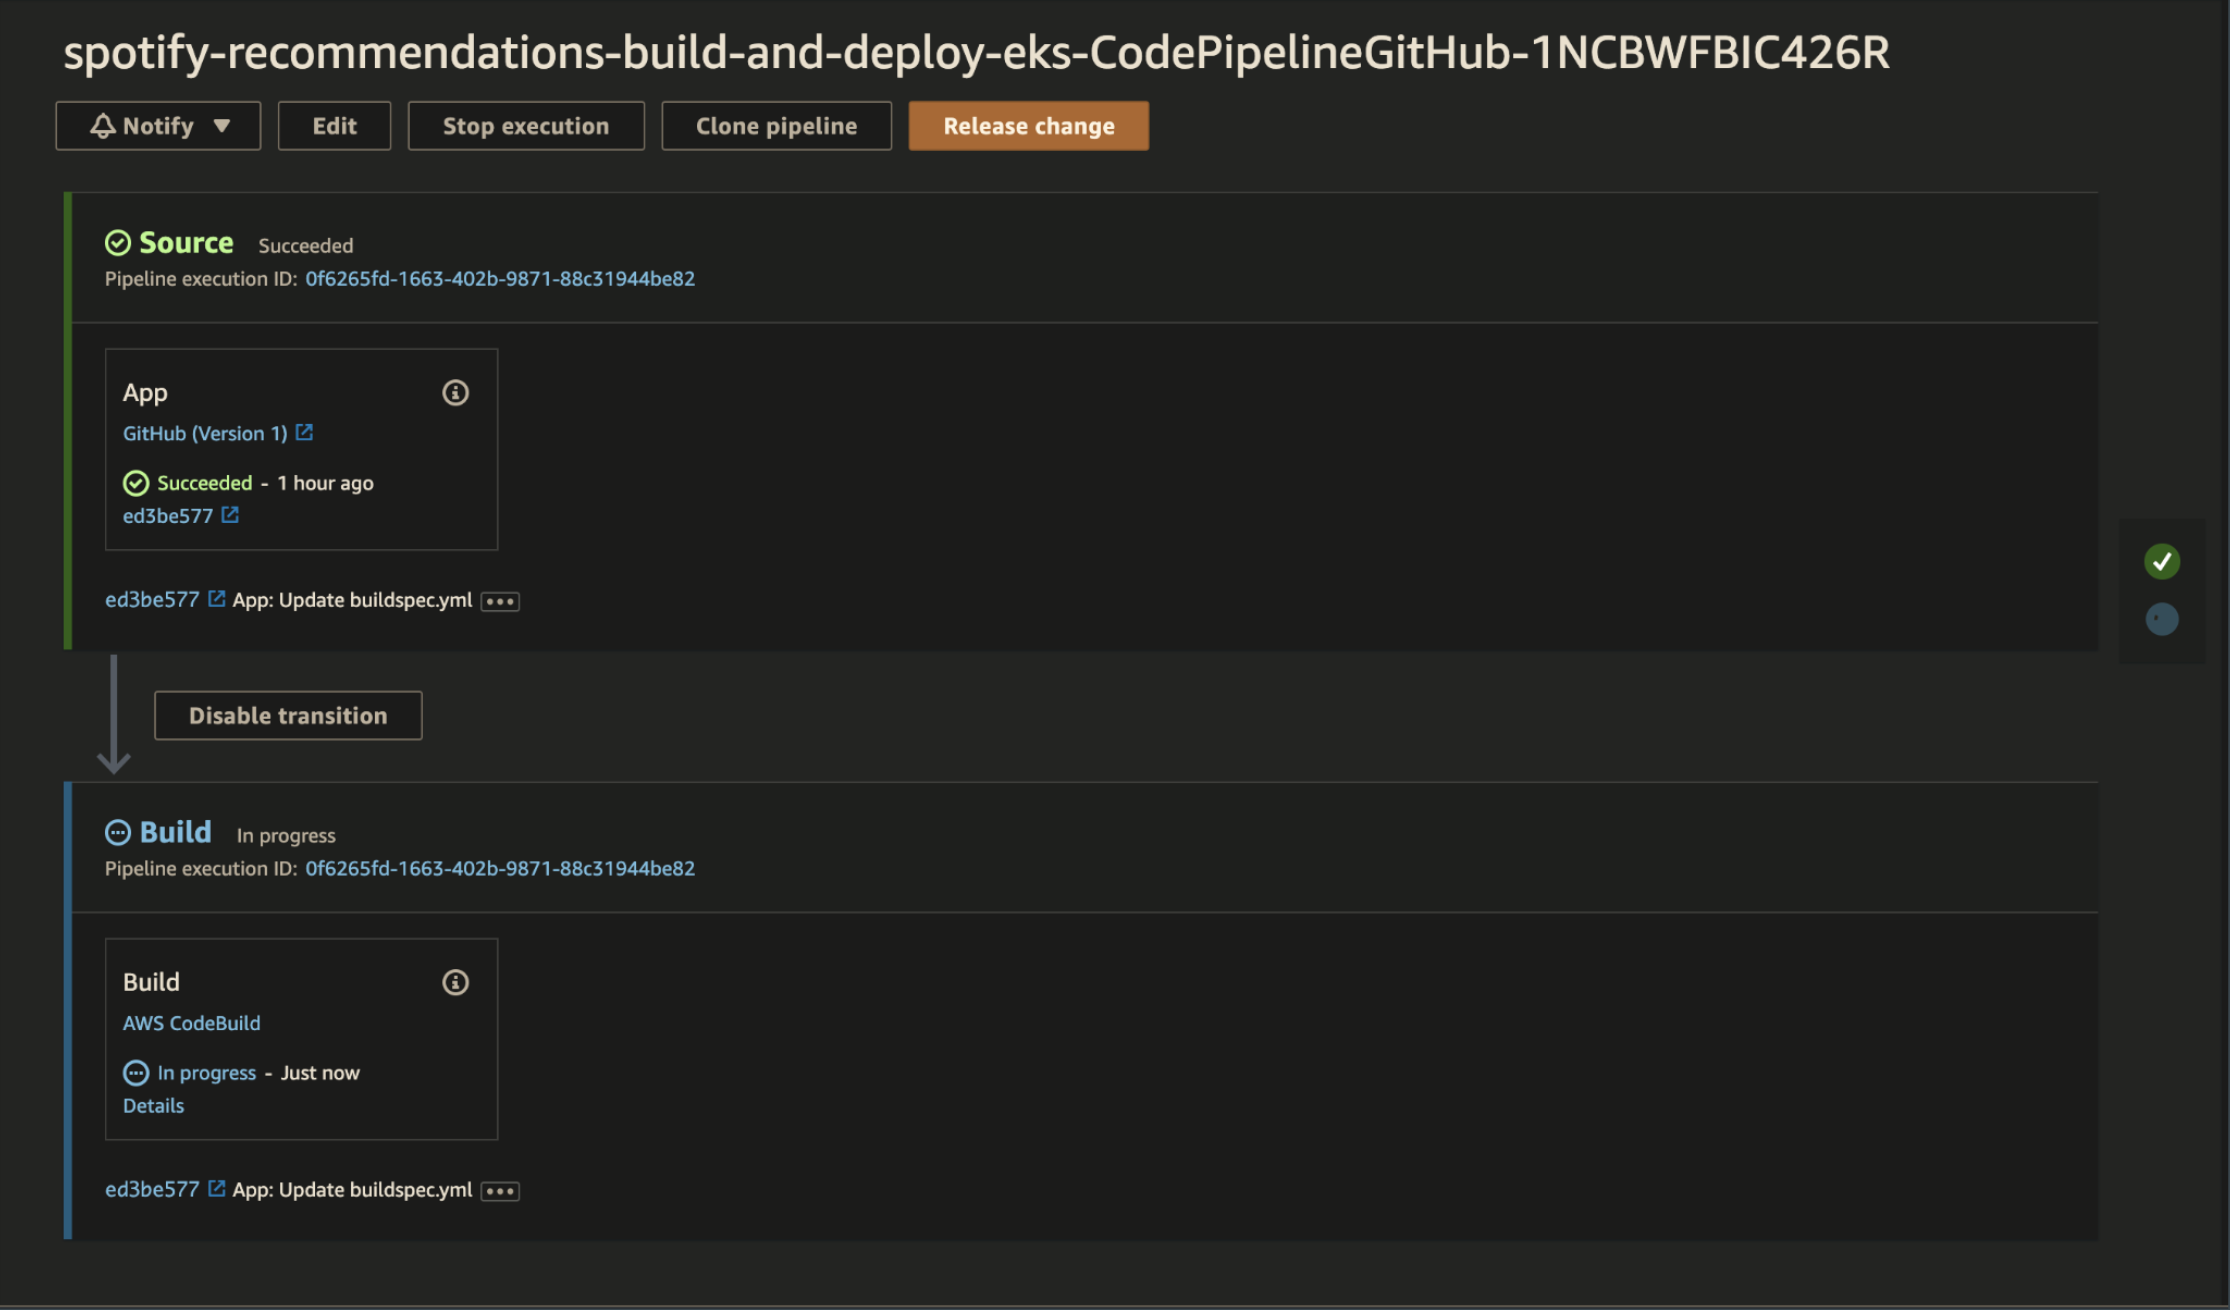 spotify-recommendations-build-and-deploy-eks-CodePipelineGitHub-1NCBWFBIC426R
Notify Edit Stop execution Clone pipeline Release change
Source Succeeded
Pipeline execution ID: 0f6265fd-1663-402b-9871-88c31944be82
App
GitHub (Version 1)
Succeeded - 1 hour ago
ed3be577
ed3be577 App: Update buildspec.yml
Disable transition
Build In progress
Pipeline execution ID: 0f6265fd-1663-402b-9871-88c31944be82
Build
AWS CodeBuild
In progress - Just now
Details
ed3be577 App: Update buildspec.yml